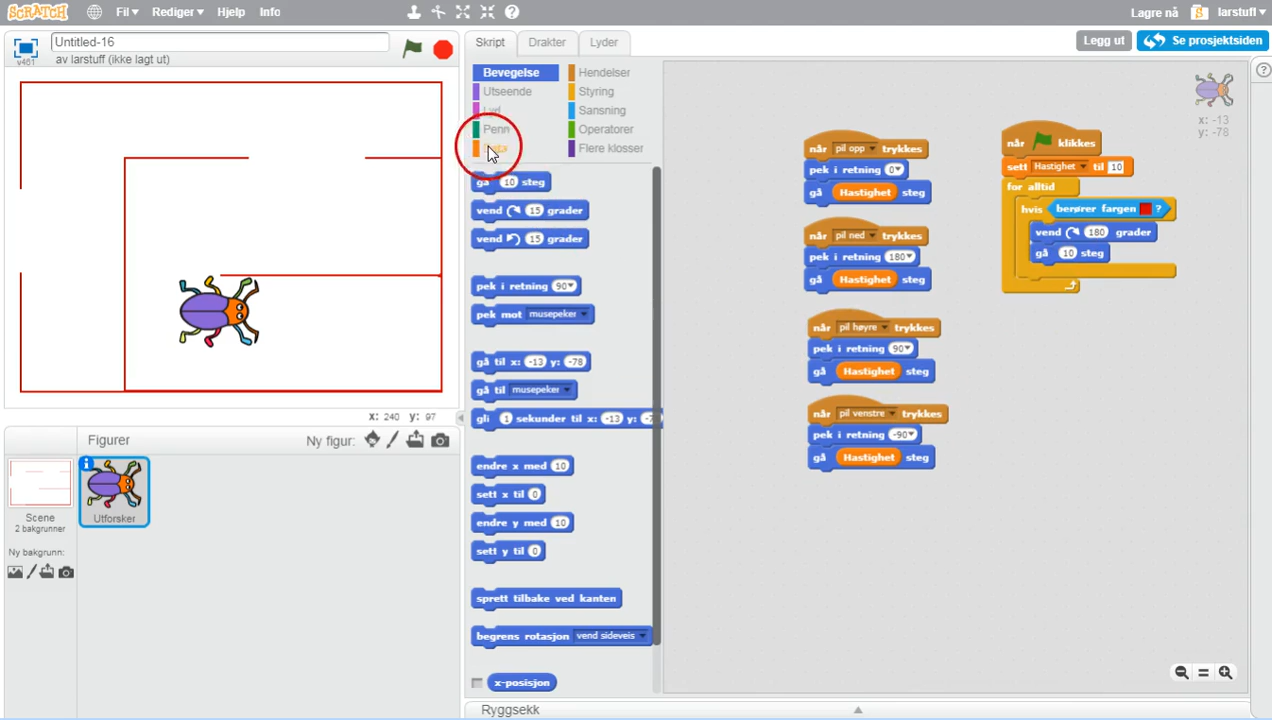 SCRATCH Fil Rediger Hjelp Info Lagre nå larstufl
v461 Untitled-16
av larstuff (ikke lagt ut)
Skript Drakter Lyder Legg ut Se prosjektsiden
Bevegelse Hendelser
Utseende Styring
Lyd Sansning
Penn Operatorer
Data Flere klosser
gå 10 steg
vend 15 grader
vend 15 grader
pek i retning 90
pek mot musepeker
gå til x: -13 y: -78
gå til musepeker
gli 1 sekunder til x: -13 y: -7
endre x med 10
sett x til 0
endre y med 10
sett y til 0
sprett tilbake ved kanten
begrens rotasjon vend sideveis
x-posisjon
når pil opp trykkes
pek i retning 0
gå Hastighet steg
når pil ned trykkes
pek i retning 180
gå Hastighet steg
når pil høyre trykkes
pek i retning 90
gå Hastighet steg
når pil venstre trykkes
pek i retning -90
gå Hastighet steg
når klikkes
sett Hastighet til 10
for alltid
hvis berører fargen ?
vend 180 grader
gå 10 steg
x: -13
y: -78
x: 240 y: 97
Figurer Ny figur:
Scene
2 bakgrunner
Utforsker
Ny bakgrunn:
Ryggsekk